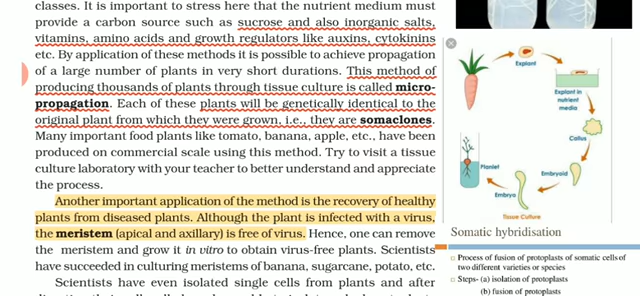 classes. It is important to stress here that the nutrient medium must
provide a carbon source such as sucrose and also inorganic salts,
vitamins, amino acids and growth regulators like auxins, cytokinins
etc. By application of these methods it is possible to achieve propagation
of a large number of plants in very short durations. This method of
producing thousands of plants through tissue culture is called micro-
propagation. Each of these plants will be genetically identical to the
original plant from which they were grown, i.e., they are somaclones.
Many important food plants like tomato, banana, apple, etc., have been
produced on commercial scale using this method. Try to visit a tissue
culture laboratory with your teacher to better understand and appreciate
the process.
Another important application of the method is the recovery of healthy
plants from diseased plants. Although the plant is infected with a virus,
the meristem (apical and axillary) is free of virus. Hence, one can remove
the meristem and grow it in vitro to obtain virus-free plants. Scientists
have succeeded in culturing meristems of banana, sugarcane, potato, etc.
Scientists have even isolated single cells from plants and after
Explant
Explant in
nutrient
media
Callus
Embryoid
Embryo
Planlet
Tissue Culture
Somatic hybridisation
Process of fusion of protoplasts of somatic cells of
two different varieties or species
Steps- (a) isolation of protoplasts
(b) fusion of protoplasts